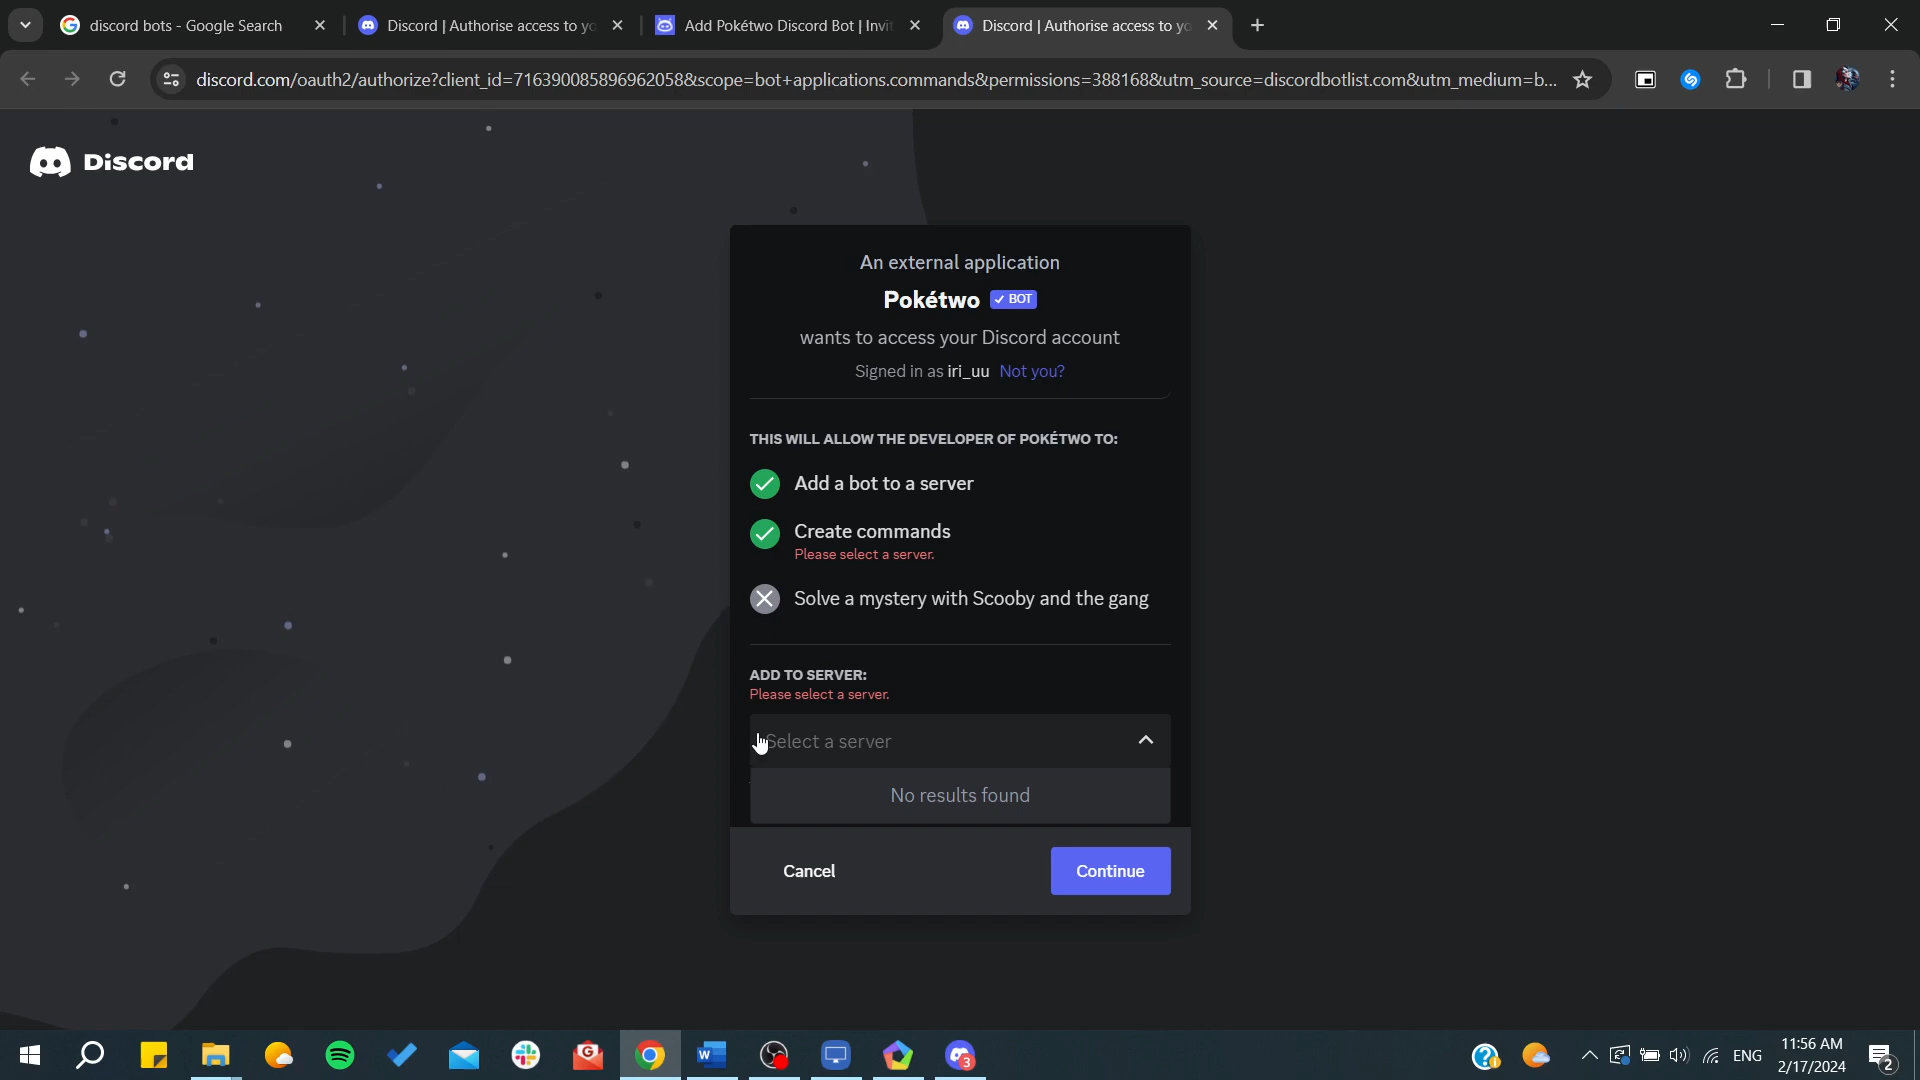 discord bots - Google Search
Discord | Authorise access to yo
Add Pokétwo Discord Bot | Invi
Discord | Authorise access to yo
discord.com/oauth2/authorize?client_id=716390085896962058&scope=bot+applications.commands&permissions=388168&utm_source=discordbotlist.com&utm_medium=b...
Discord
An external application
Pokétwo ✓ BOT
wants to access your Discord account
Signed in as iri_uu Not you?
THIS WILL ALLOW THE DEVELOPER OF POKÉTWO TO:
Add a bot to a server
Create commands
Please select a server.
Solve a mystery with Scooby and the gang
ADD TO SERVER:
Please select a server.
Select a server
No results found
Cancel
Continue
ENG
11:56 AM
2/17/2024
3
2